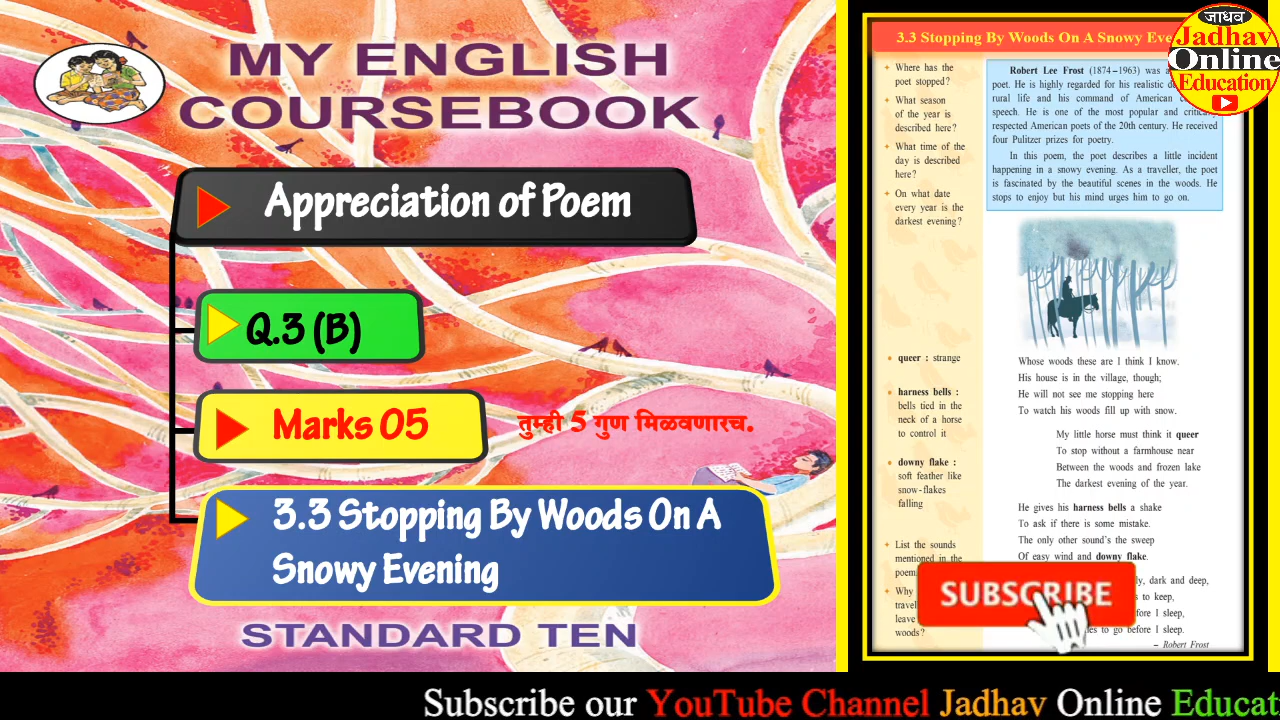 MY ENGLISH
COURSEBOOK
Appreciation of Poem
Q.3 (B)
Marks 05
तुम्ही 5 गुण मिळवणारच.
3.3 Stopping By Woods On A
Snowy Evening
STANDARD TEN
3.3 Stopping By Woods On A Snowy
जाधव
Jadhav
Online
Education
Where has the
poet stopped?
What season
of the year is
described here?
What time of the
day is described
here?
On what date
every year is the
darkest evening?
queer : strange
harness bells :
bells tied in the
neck of a horse
to control it
downy flake :
soft feather like
snow-flakes
falling
List the sounds
mentioned in the
Why
leave
woods?
Robert Lee Frost (1874–1963) was
poet. He is highly regarded for his realistic
rural life and his command of American
speech. He is one of the most popular and
respected American poets of the 20th century. He received
four Pulitzer prizes for poetry.
In this poem, the poet describes a little incident
happening in a snowy evening. As a traveller, the poet
is fascinated by the beautiful scenes in the woods. He
stops to enjoy but his mind urges him to go on.
Whose woods these are I think I know.
His house is in the village, though;
He will not see me stopping here
To watch his woods fill up with snow.
My little horse must think it queer
To stop without a farmhouse near
Between the woods and frozen lake
The darkest evening of the year.
He gives his harness bells a shake
To ask if there is some mistake.
The only other sound's the sweep
Of easy wind and downy flake.
dark and deep,
to keep,
I sleep,
to go before I sleep.
– Robert Frost
SUBSCRIBE
Subscribe our YouTube Channel Jadhav Online Educat